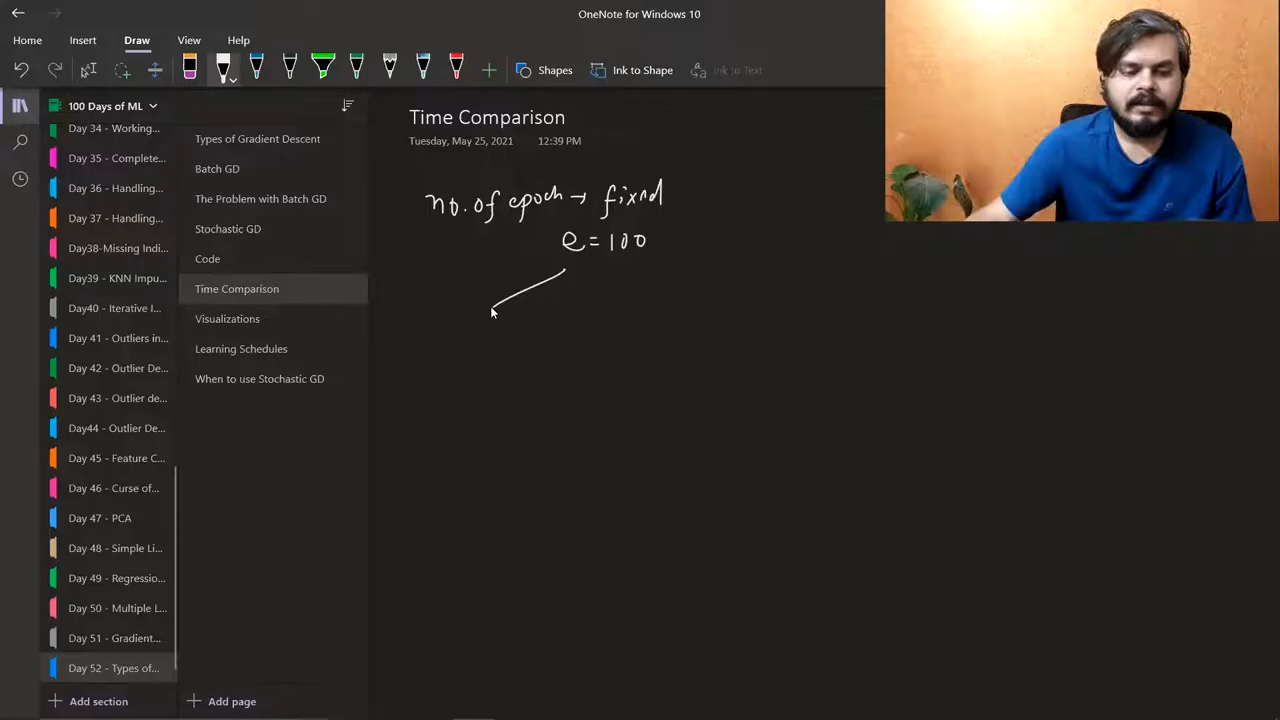 OneNote for Windows 10
Home Insert Draw View Help
Shapes Ink to Shape Ink to Text
100 Days of ML
Day 34 - Working...
Day 35 - Complete...
Day 36 - Handling...
Day 37 - Handling...
Day38-Missing Indi...
Day39 - KNN Impu...
Day40 - Iterative I...
Day 41 - Outliers in...
Day 42 - Outlier De...
Day 43 - Outlier de...
Day44 - Outlier De...
Day 45 - Feature C...
Day 46 - Curse of...
Day 47 - PCA
Day 48 - Simple Li...
Day 49 - Regressio...
Day 50 - Multiple L...
Day 51 - Gradient...
Day 52 - Types of...
Add section
Types of Gradient Descent
Batch GD
The Problem with Batch GD
Stochastic GD
Code
Time Comparison
Visualizations
Learning Schedules
When to use Stochastic GD
Add page
Time Comparison
Tuesday, May 25, 2021 12:39 PM
no. of epoch → fixed
e = 100